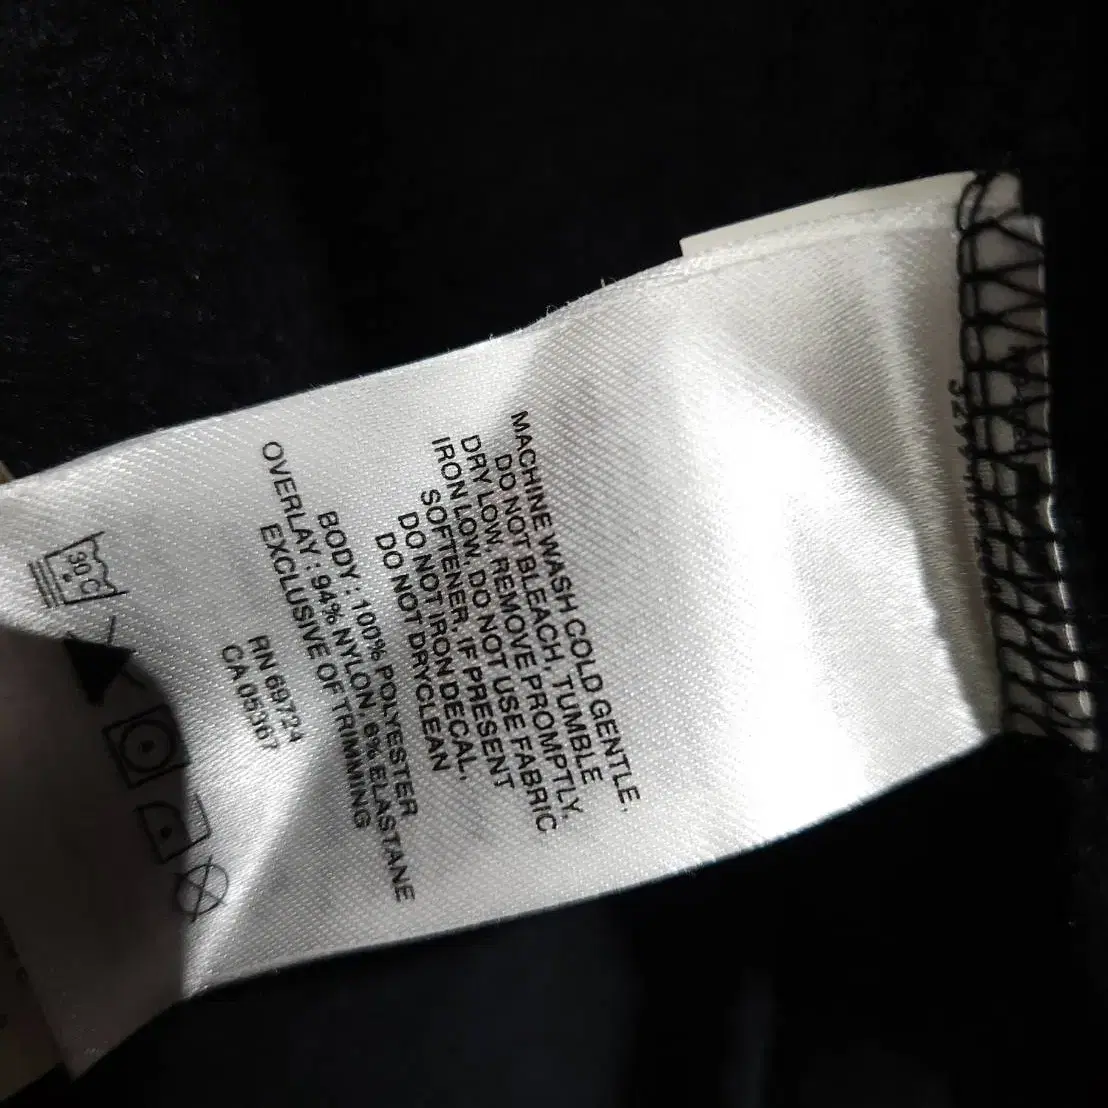 MACHINE WASH COLD GENTLE.
DO NOT BLEACH, TUMBLE
DRY LOW, REMOVE PROMPTLY.
IRON LOW, DO NOT USE FABRIC
SOFTENER, IF PRESENT
DO NOT IRON DECAL,
DO NOT DRYCLEAN
BODY : 100% POLYESTER
OVERLAY : 94% NYLON, 6% ELASTANE
EXCLUSIVE OF TRIMMING
RN 69724
CA 05367
30 C